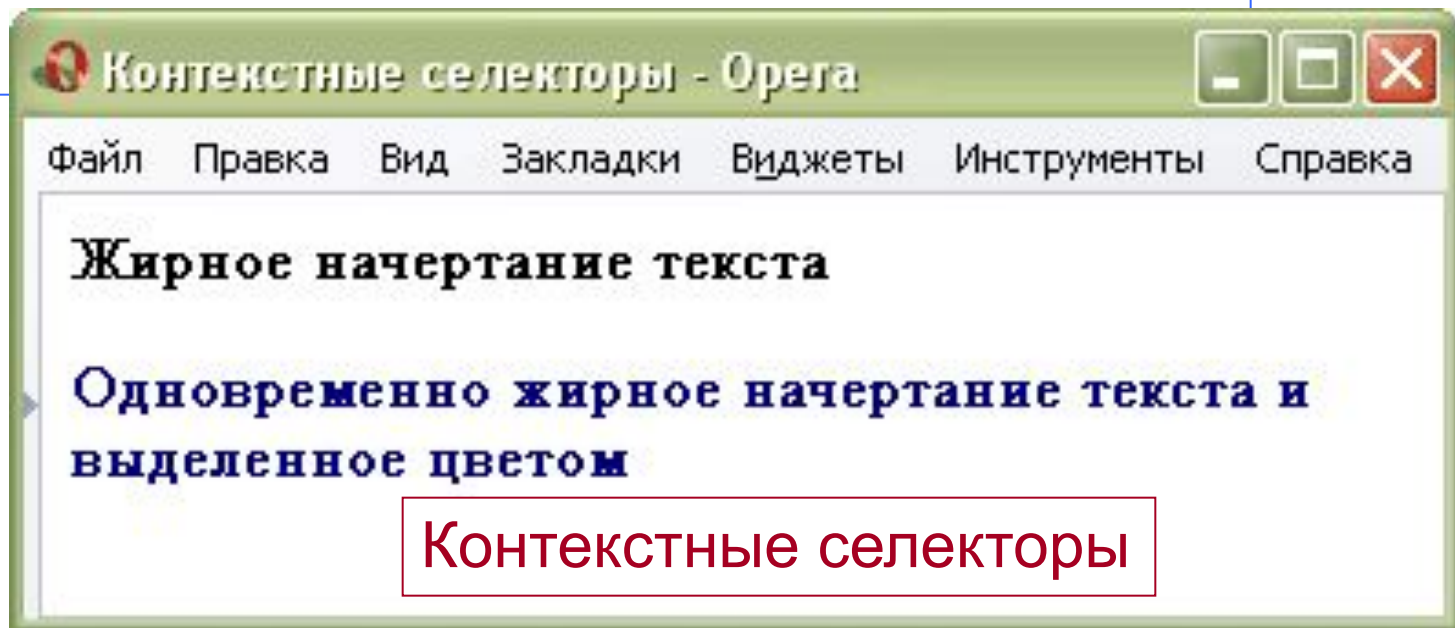 Контекстные селекторы - Opera
Файл Правка Вид Закладки Виджеты Инструменты Справка
Жирное начертание текста
Одновременно жирное начертание текста и
выделенное цветом
Контекстные селекторы